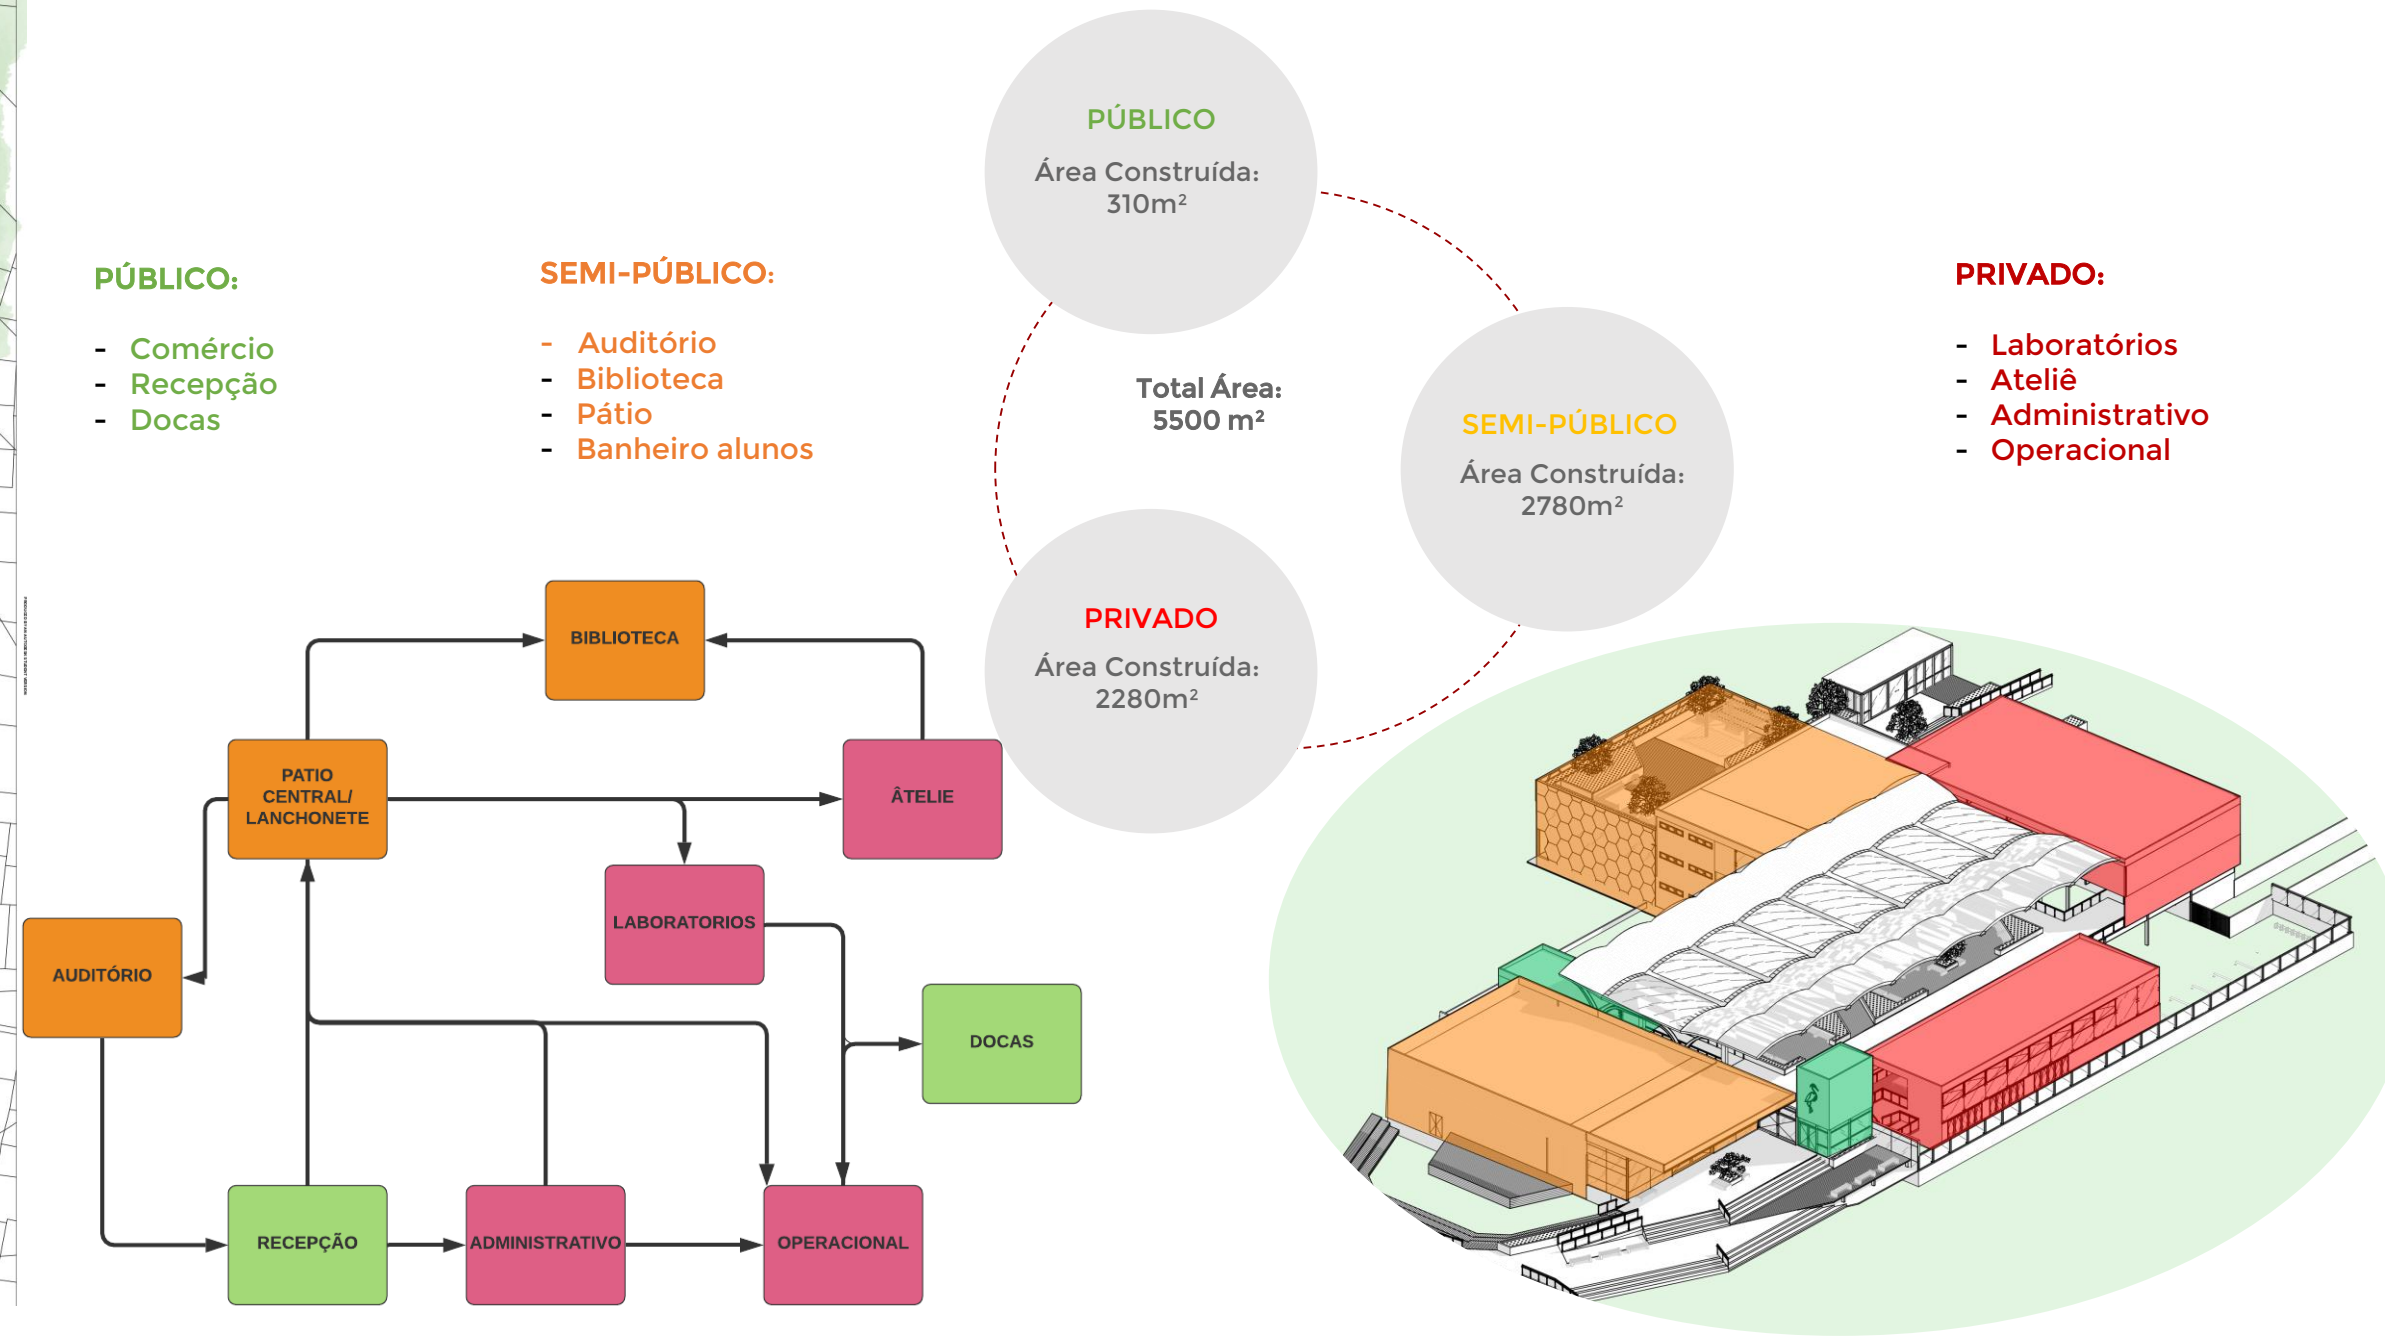 PÚBLICO
Área Construída:
310m²
PÚBLICO:
- Comércio
- Recepção
- Docas
SEMI-PÚBLICO:
- Auditório
- Biblioteca
- Pátio
- Banheiro alunos
Total Área:
5500 m²
SEMI-PÚBLICO
Área Construída:
2780m²
PRIVADO:
- Laboratórios
- Ateliê
- Administrativo
- Operacional
PRIVADO
Área Construída:
2280m²
BIBLIOTECA
PATIO
CENTRAL/
LANCHONETE
ÂTELIE
LABORATORIOS
AUDITÓRIO
DOCAS
RECEPÇÃO
ADMINISTRATIVO
OPERACIONAL